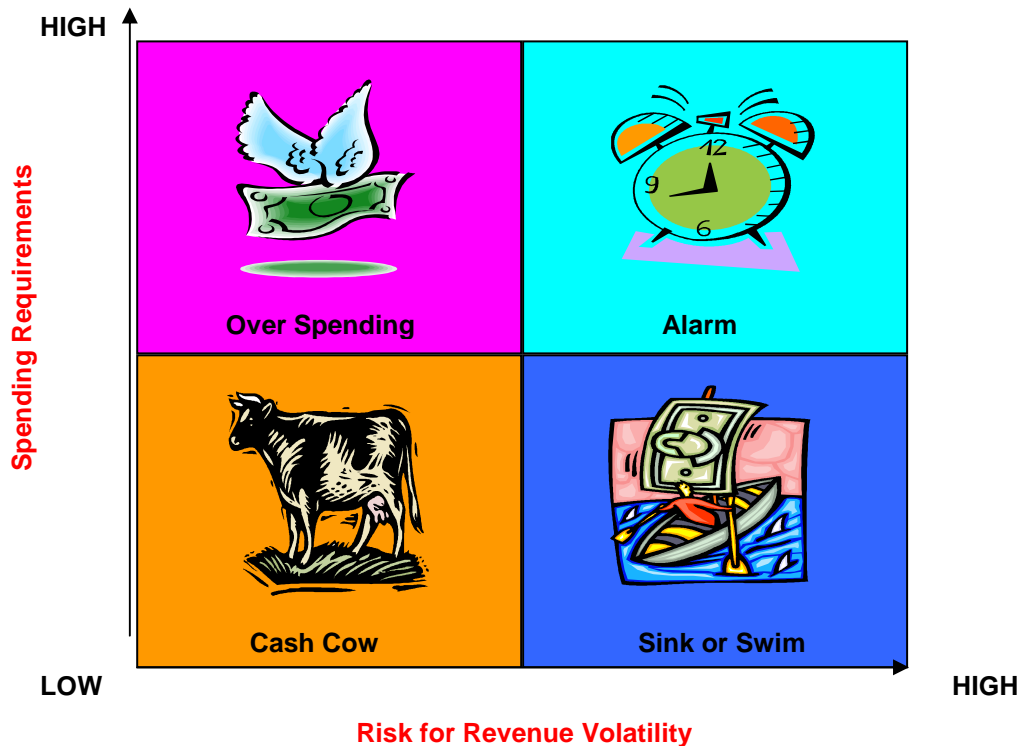 HIGH
Spending Requirements
12
9
6
Over Spending
Alarm
Cash Cow
Sink or Swim
LOW
HIGH
Risk for Revenue Volatility